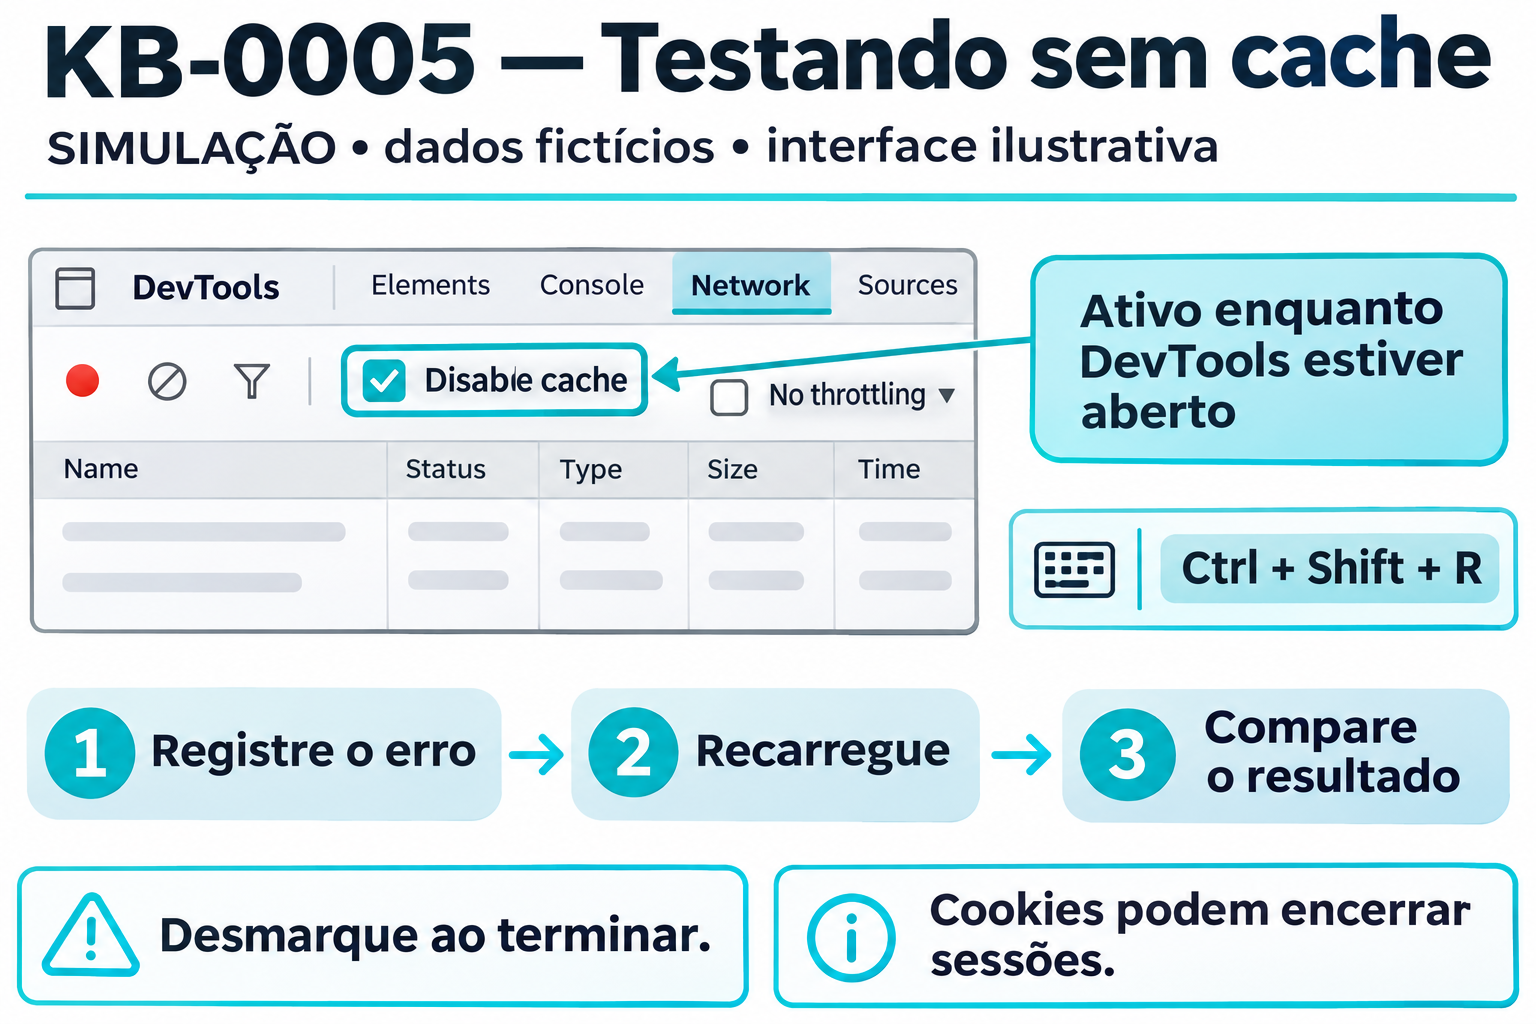 KB-0005 — Testando sem cache
SIMULAÇÃO • dados fictícios • interface ilustrativa
DevTools Elements Console Network Sources
Disable cache No throttling
Name Status Type Size Time
Ativo enquanto
DevTools estiver
aberto
Ctrl + Shift + R
1 Registre o erro
2 Recarregue
3 Compare
o resultado
Desmarque ao terminar.
Cookies podem encerrar
sessões.